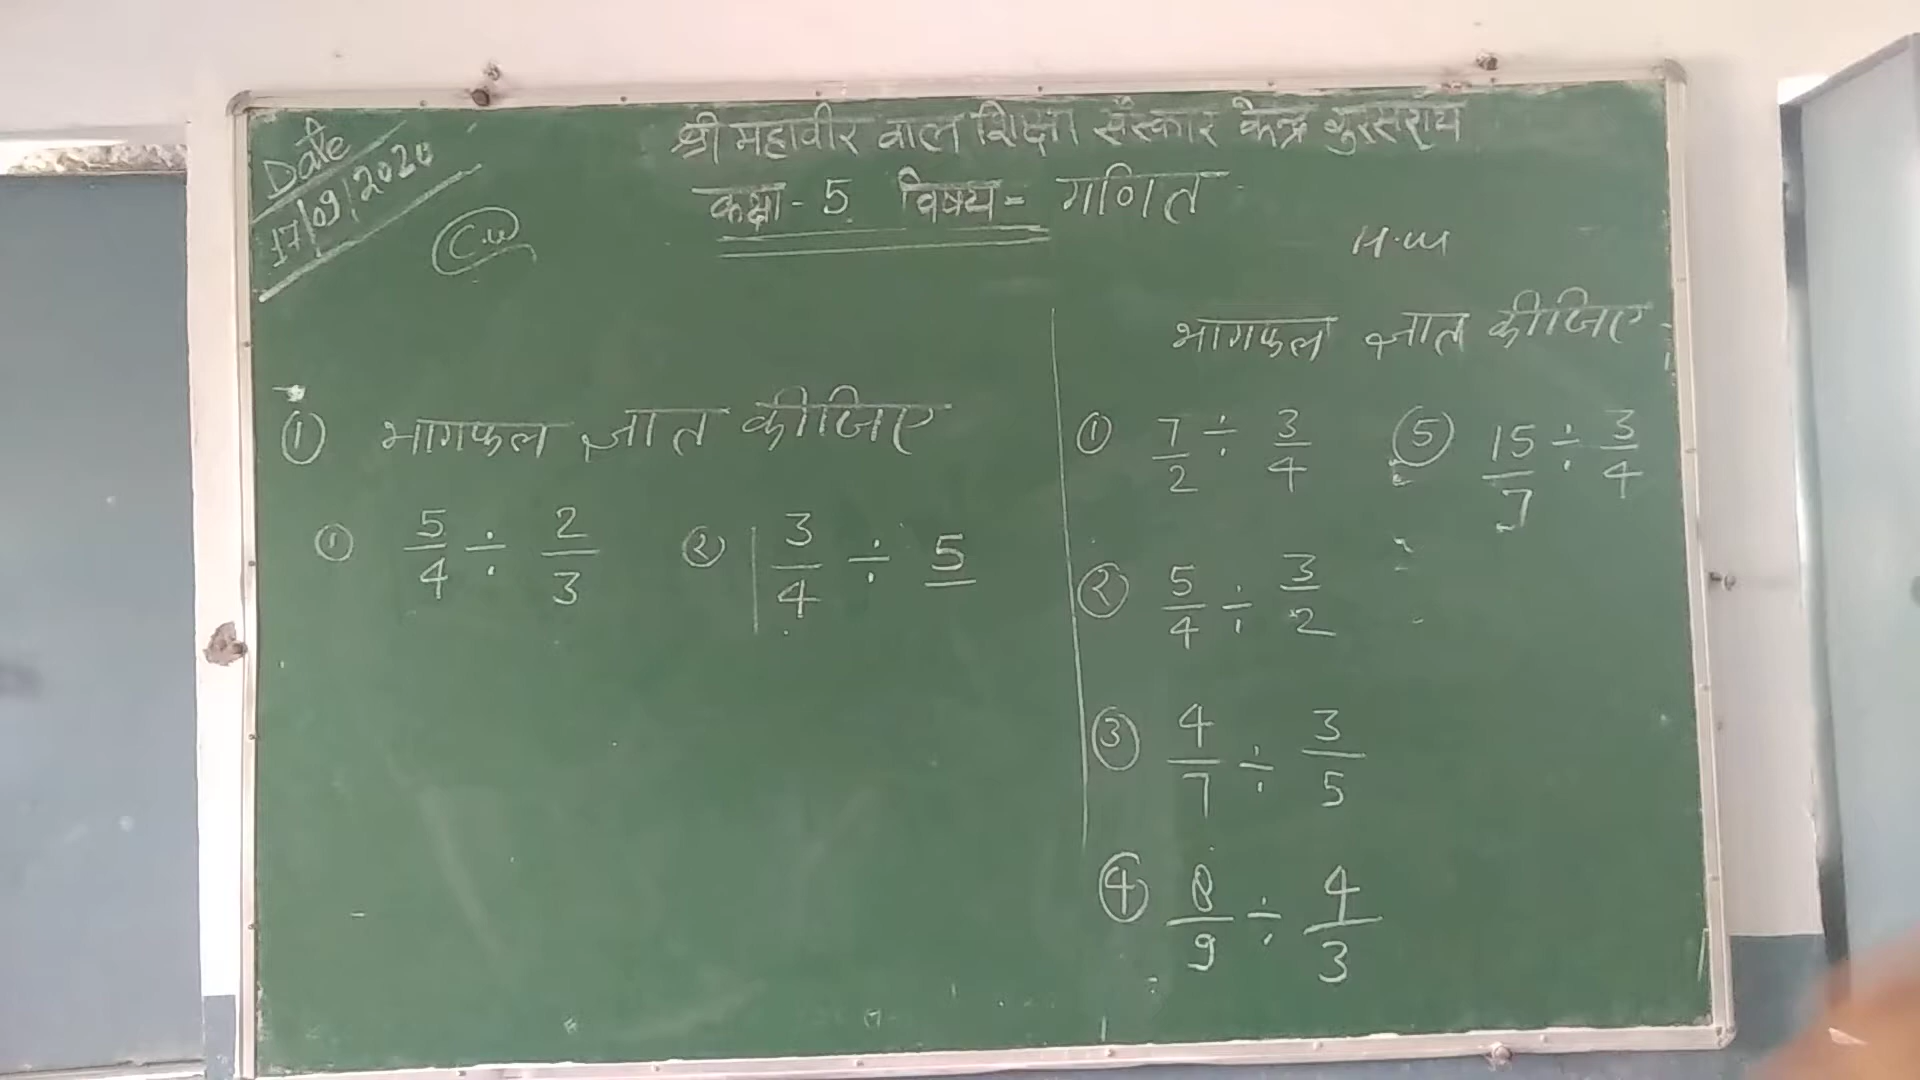 Date
17/09/2020
श्री महावीर बाल शिक्षा संस्कार केन्द्र गुरसराय
कक्षा - 5 विषय = गणित
C.W
① भागफल ज्ञात कीजिए
① 5/4 ÷ 2/3 ② 3/4 ÷ 5
H.W
भागफल ज्ञात कीजिए
① 7/2 ÷ 3/4 ⑤ 15/7 ÷ 3/4
② 5/4 ÷ 3/2
③ 4/7 ÷ 3/5
④ 8/9 ÷ 4/3